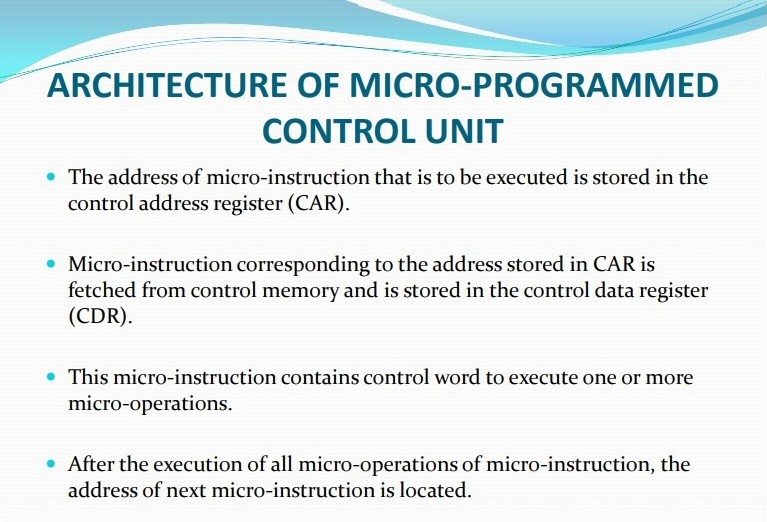 ARCHITECTURE OF MICRO-PROGRAMMED
CONTROL UNIT
• The address of micro-instruction that is to be executed is stored in the
control address register (CAR).
• Micro-instruction corresponding to the address stored in CAR is
fetched from control memory and is stored in the control data register
(CDR).
• This micro-instruction contains control word to execute one or more
micro-operations.
• After the execution of all micro-operations of micro-instruction, the
address of next micro-instruction is located.